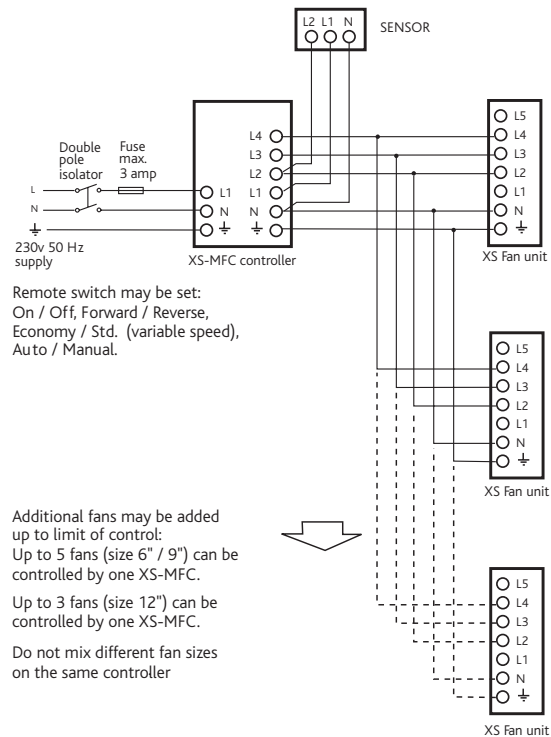 L2 L1 N
SENSOR
L4
L3
L2
L1
N
⏚
L1
N
⏚
XS-MFC controller
Double
pole
isolator
Fuse
max.
3 amp
L
N
⏚
230v 50 Hz
supply
L5
L4
L3
L2
L1
N
⏚
XS Fan unit
Remote switch may be set:
On / Off, Forward / Reverse,
Economy / Std. (variable speed),
Auto / Manual.
L5
L4
L3
L2
L1
N
⏚
XS Fan unit
Additional fans may be added
up to limit of control:
Up to 5 fans (size 6" / 9") can be
controlled by one XS-MFC.
Up to 3 fans (size 12") can be
controlled by one XS-MFC.
Do not mix different fan sizes
on the same controller
L5
L4
L3
L2
L1
N
⏚
XS Fan unit